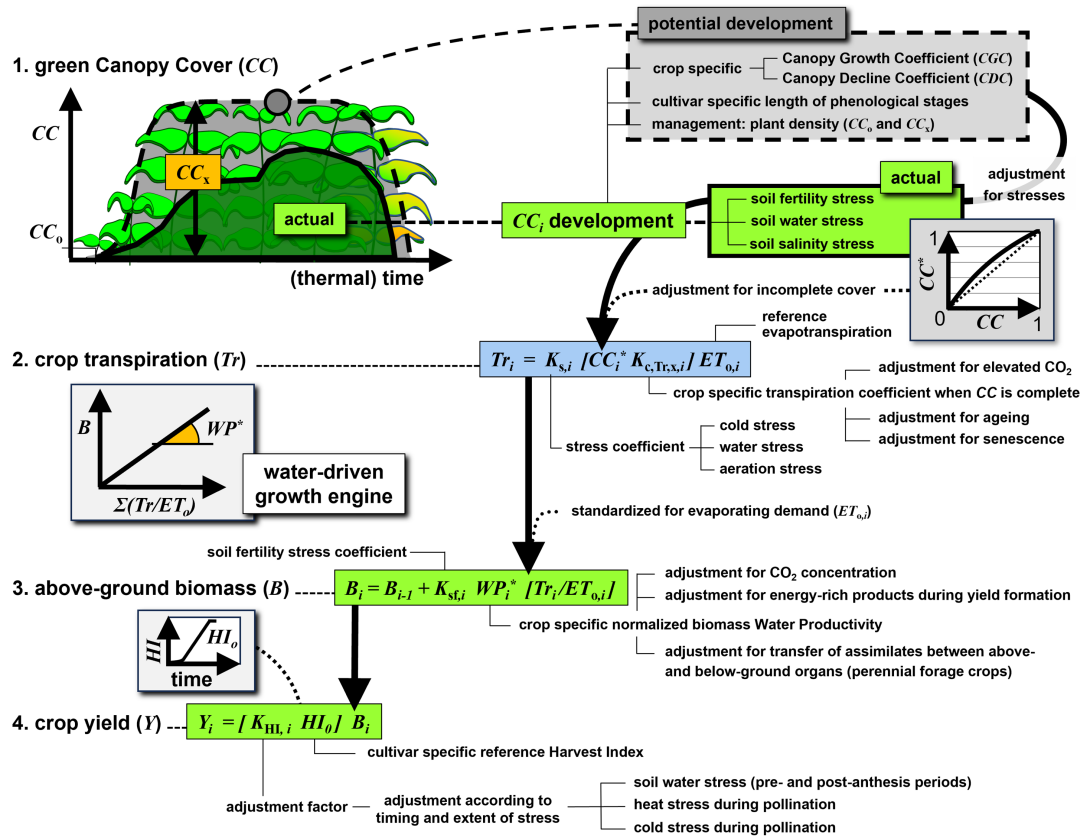 potential development
1. green Canopy Cover (CC)
crop specific
Canopy Growth Coefficient (CGC)
Canopy Decline Coefficient (CDC)
cultivar specific length of phenological stages
management: plant density (CCo and CCx)
CC
CCx
CCo
actual
(thermal) time
CCi development
actual
soil fertility stress
soil water stress
soil salinity stress
adjustment
for stresses
1
CC*
0
CC
1
adjustment for incomplete cover
reference
evapotranspiration
2. crop transpiration (Tr)
Tri = Ks,i [CCi* Kc,Tr,x,i] ETo,i
adjustment for elevated CO2
crop specific transpiration coefficient when CC is complete
adjustment for ageing
adjustment for senescence
stress coefficient
cold stress
water stress
aeration stress
B
WP*
Σ(Tr/ETo)
water-driven
growth engine
standardized for evaporating demand (ETo,i)
soil fertility stress coefficient
3. above-ground biomass (B)
Bi = Bi-1 + Ksf,i WPi* [Tri/ETo,i]
adjustment for CO2 concentration
adjustment for energy-rich products during yield formation
crop specific normalized biomass Water Productivity
adjustment for transfer of assimilates between above-
and below-ground organs (perennial forage crops)
HI
HIo
time
4. crop yield (Y)
Yi = [ KHI, i HI0] Bi
cultivar specific reference Harvest Index
adjustment factor
adjustment according to
timing and extent of stress
soil water stress (pre- and post-anthesis periods)
heat stress during pollination
cold stress during pollination